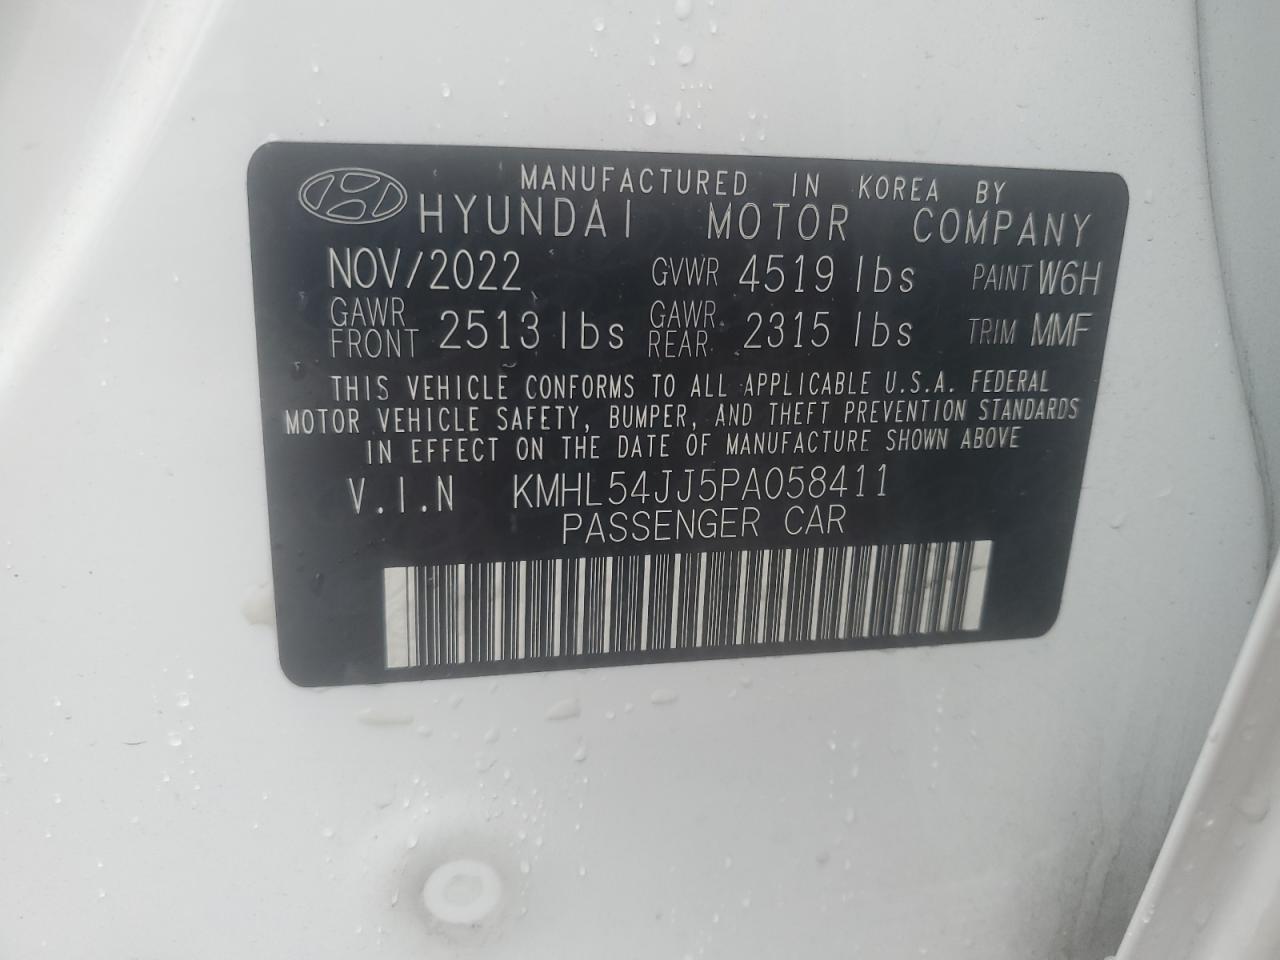 MANUFACTURED IN KOREA BY
HYUNDAI MOTOR COMPANY
NOV/2022 GVWR 4519 lbs PAINT W6H
GAWR FRONT 2513 lbs GAWR REAR 2315 lbs TRIM MMF
THIS VEHICLE CONFORMS TO ALL APPLICABLE U.S.A. FEDERAL
MOTOR VEHICLE SAFETY, BUMPER, AND THEFT PREVENTION STANDARDS
IN EFFECT ON THE DATE OF MANUFACTURE SHOWN ABOVE
V.I.N KMHL54JJ5PA058411
PASSENGER CAR